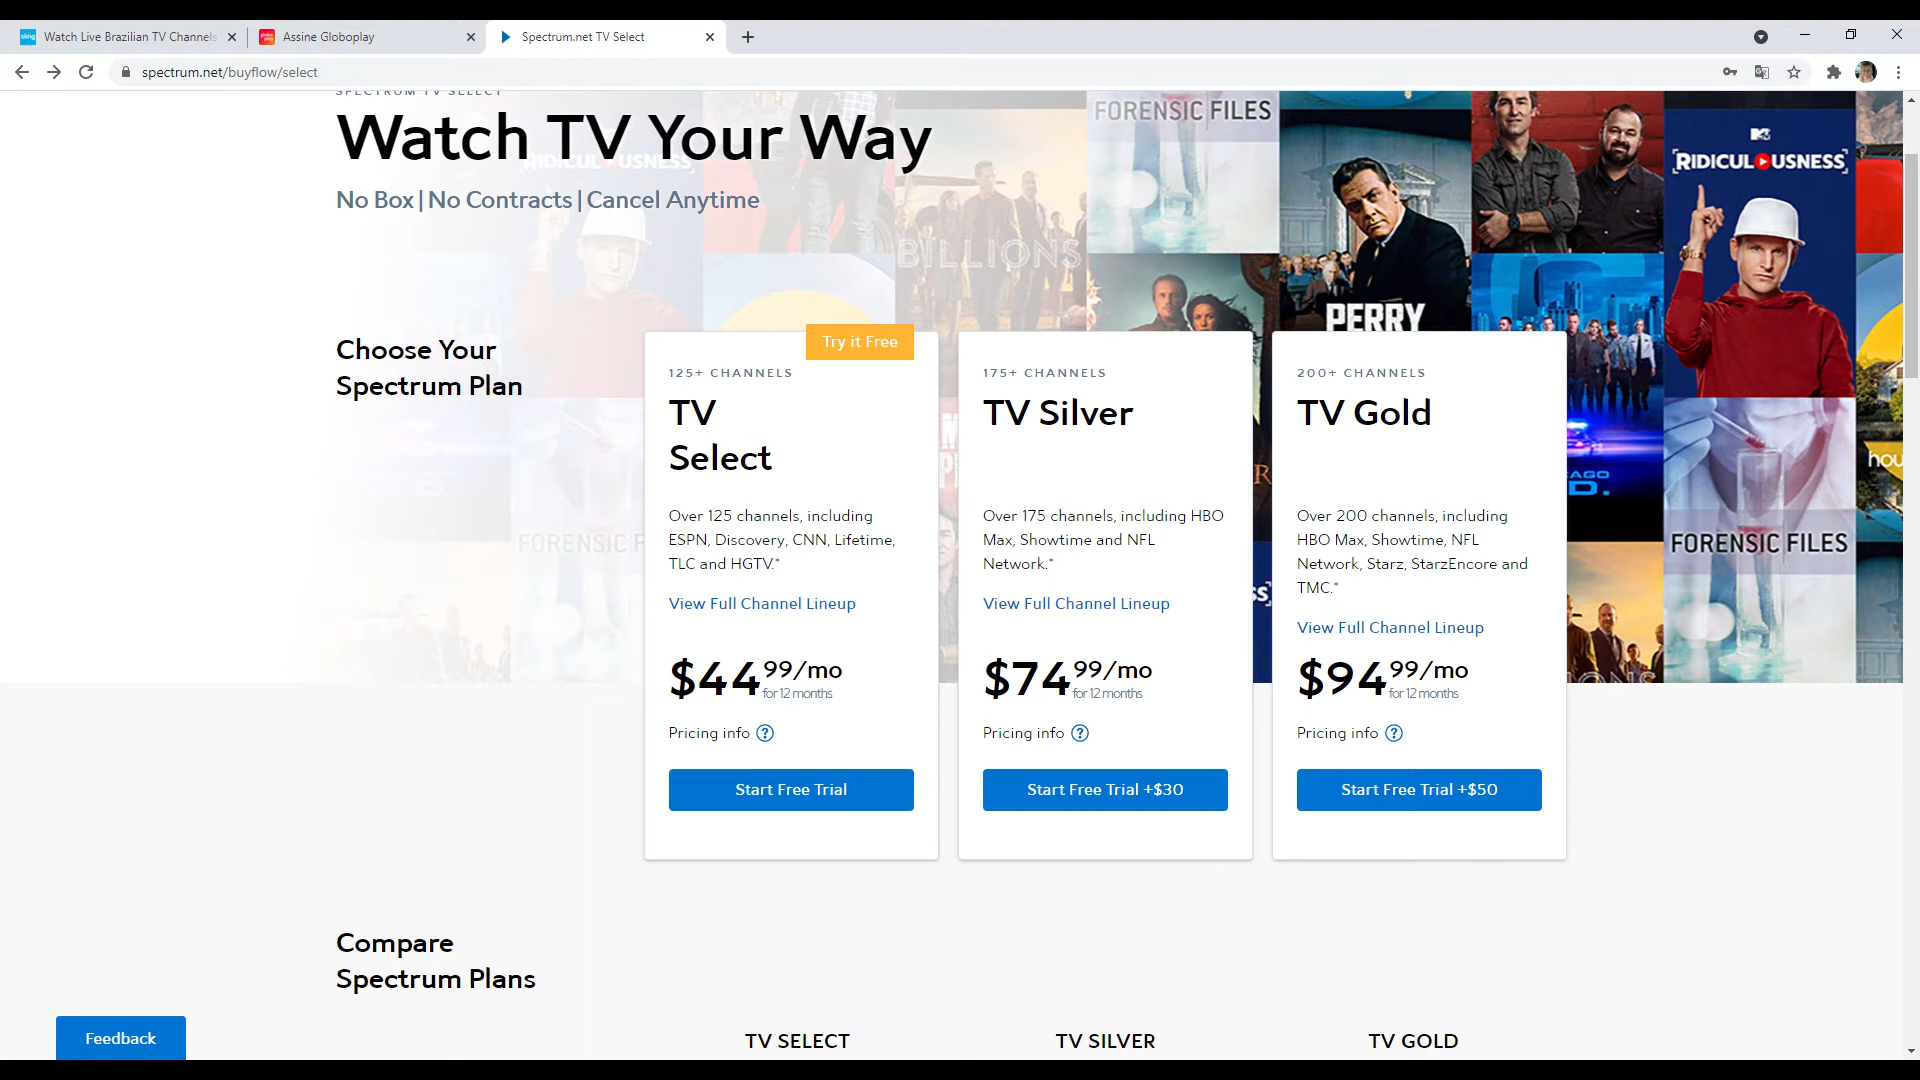 Watch Live Brazilian TV Channels
Assine Globoplay
Spectrum.net TV Select
spectrum.net/buyflow/select
SPECTRUM TV SELECT
Watch TV Your Way
No Box | No Contracts | Cancel Anytime
RIDICULOUSNESS
BILLIONS
FORENSIC FILES
PERRY
MTV
RIDICULOUSNESS
Choose Your
Spectrum Plan
Try it Free
125+ CHANNELS
TV
Select
Over 125 channels, including
ESPN, Discovery, CNN, Lifetime,
TLC and HGTV.*
View Full Channel Lineup
$44 99/mo
for 12 months
Pricing info ?
Start Free Trial
175+ CHANNELS
TV Silver
Over 175 channels, including HBO
Max, Showtime and NFL
Network.*
View Full Channel Lineup
$74 99/mo
for 12 months
Pricing info ?
Start Free Trial +$30
200+ CHANNELS
TV Gold
Over 200 channels, including
HBO Max, Showtime, NFL
Network, Starz, StarzEncore and
TMC.*
View Full Channel Lineup
$94 99/mo
for 12 months
Pricing info ?
Start Free Trial +$50
FORENSIC F
FORENSIC FILES
Compare
Spectrum Plans
TV SELECT
TV SILVER
TV GOLD
Feedback